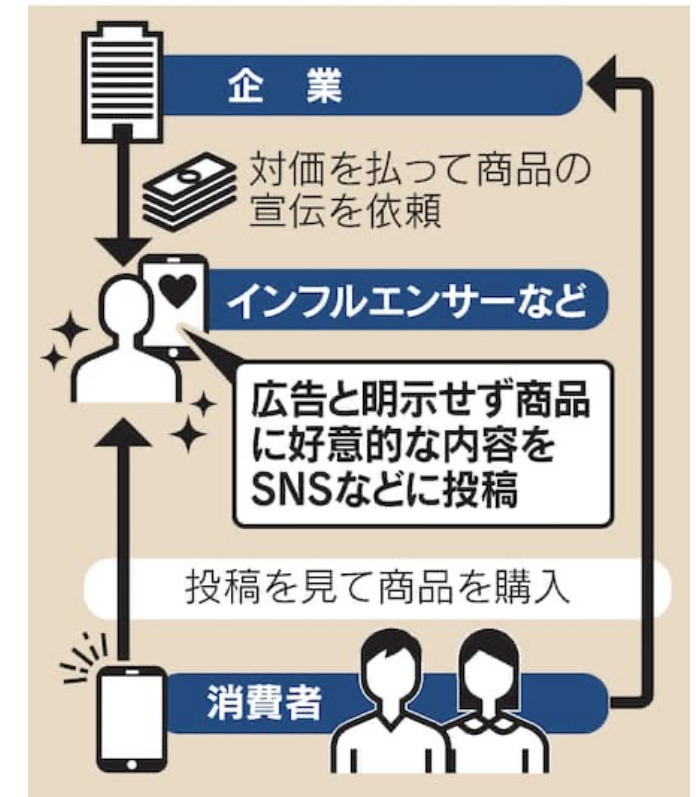 企業
対価を払って商品の
宣伝を依頼
インフルエンサーなど
広告と明示せず商品
に好意的な内容を
SNSなどに投稿
投稿を見て商品を購入
消費者